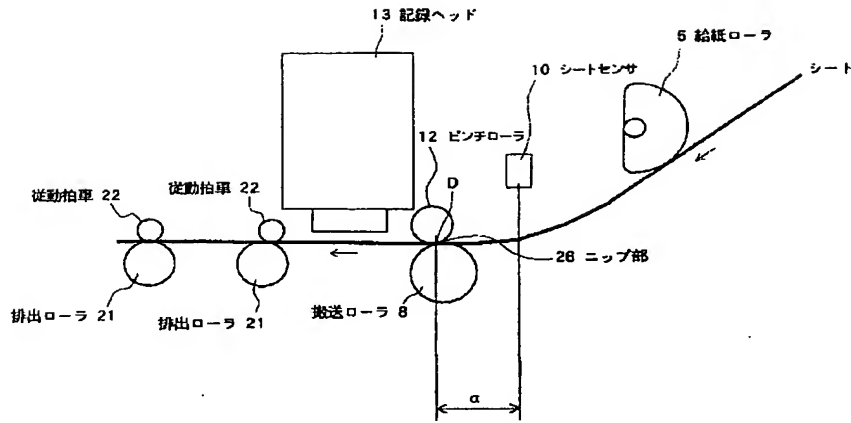 13 記録ヘッド
5 給紙ローラ
シート
10 シートセンサ
12 ピンチローラ
D
従動拍車 22
従動拍車 22
26 ニップ部
排出ローラ 21
排出ローラ 21
搬送ローラ 8
α